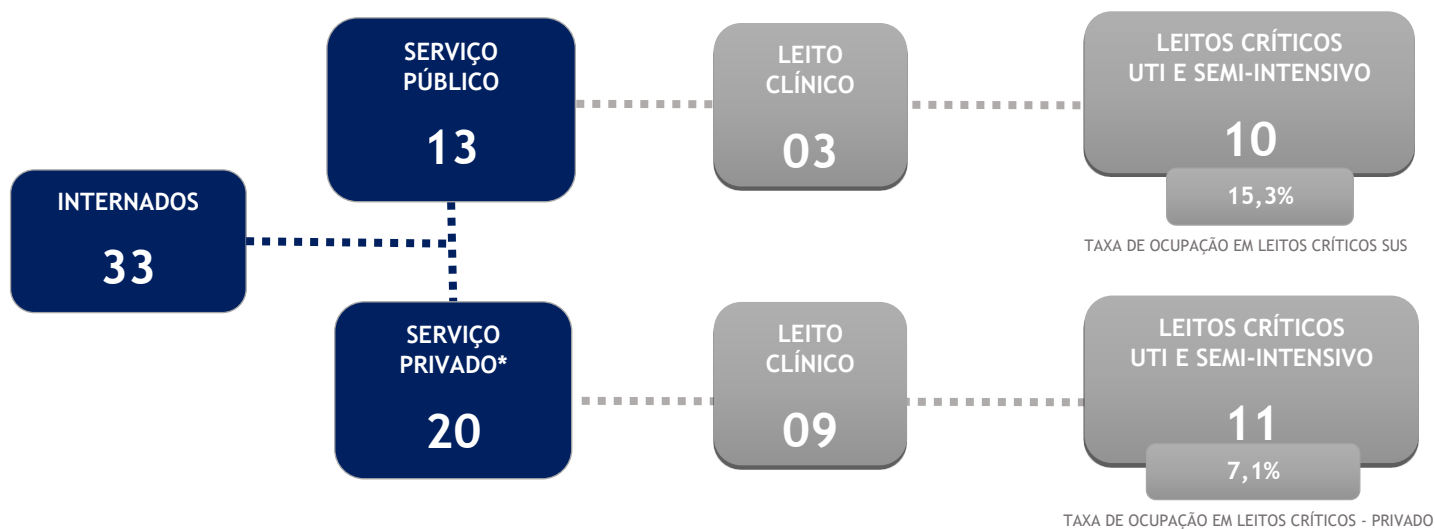 INTERNADOS
33
SERVIÇO
PÚBLICO
13
LEITO
CLÍNICO
03
LEITOS CRÍTICOS
UTI E SEMI-INTENSIVO
10
15,3%
TAXA DE OCUPAÇÃO EM LEITOS CRÍTICOS SUS
SERVIÇO
PRIVADO*
20
LEITO
CLÍNICO
09
LEITOS CRÍTICOS
UTI E SEMI-INTENSIVO
11
7,1%
TAXA DE OCUPAÇÃO EM LEITOS CRÍTICOS - PRIVADO